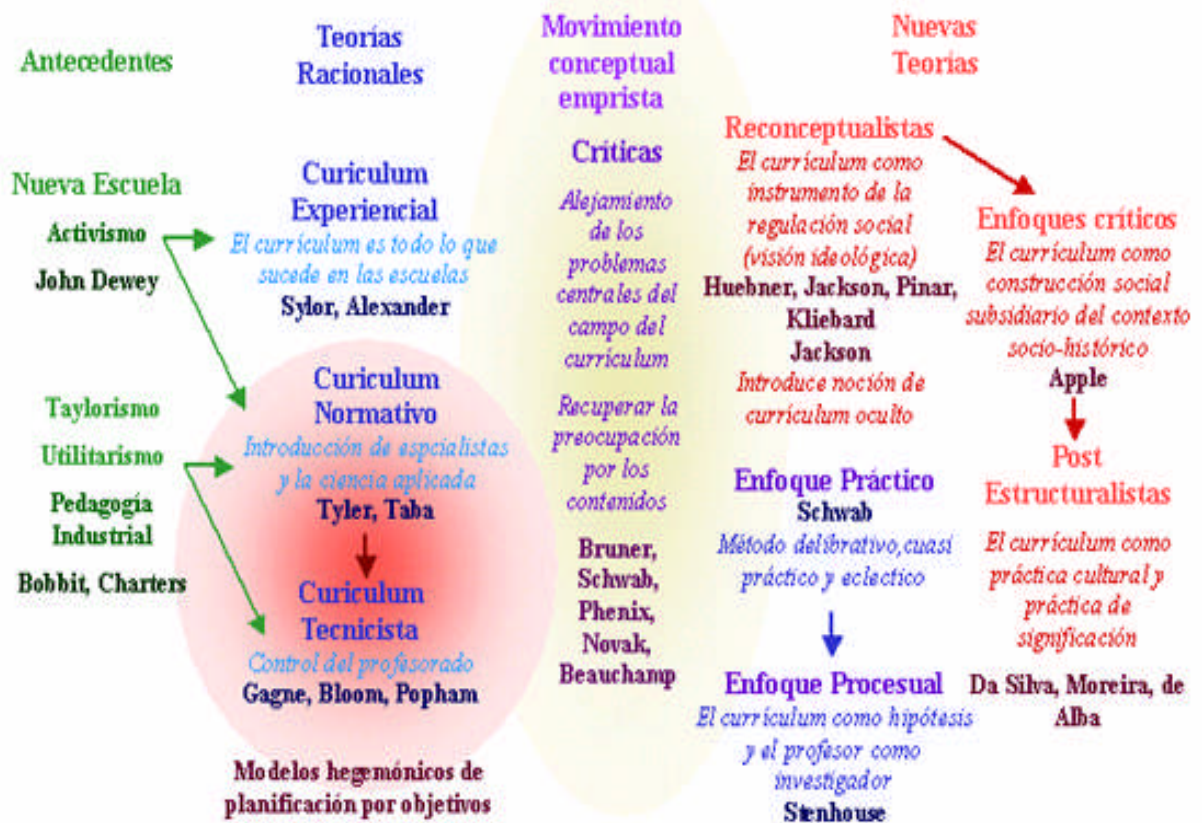 Antecedentes
Nueva Escuela
Activismo
John Dewey
Taylorismo
Utilitarismo
Pedagogía
Industrial
Bobbit, Charters
Teorías
Racionales
Curiculum
Experiencial
El currículum es todo lo que
sucede en las escuelas
Sylor, Alexander
Curiculum
Normativo
Introducción de espcialistas
y la ciencia aplicada
Tyler, Taba
Curiculum
Tecnicista
Control del profesorado
Gagne, Bloom, Popham
Modelos hegemónicos de
planificación por objetivos
Movimiento
conceptual
emprista
Críticas
Alejamiento
de los
problemas
centrales del
campo del
currículum
Recuperar la
preocupación
por los
contenidos
Bruner,
Schwab,
Phenix,
Novak,
Beauchamp
Nuevas
Teorías
Reconceptualistas
El currículum como
instrumento de la
regulación social
(visión ideológica)
Huebner, Jackson, Pinar,
Kliebard
Jackson
Introduce noción de
currículum oculto
Enfoque Práctico
Schwab
Método delibrativo,cuasi
práctico y eclectico
Enfoque Procesual
El currículum como hipótesis
y el profesor como
investigador
Stenhouse
Enfoques críticos
El currículum como
construcción social
subsidiario del contexto
socio-histórico
Apple
Post
Estructuralistas
El currículum como
práctica cultural y
práctica de
significación
Da Silva, Moreira, de
Alba